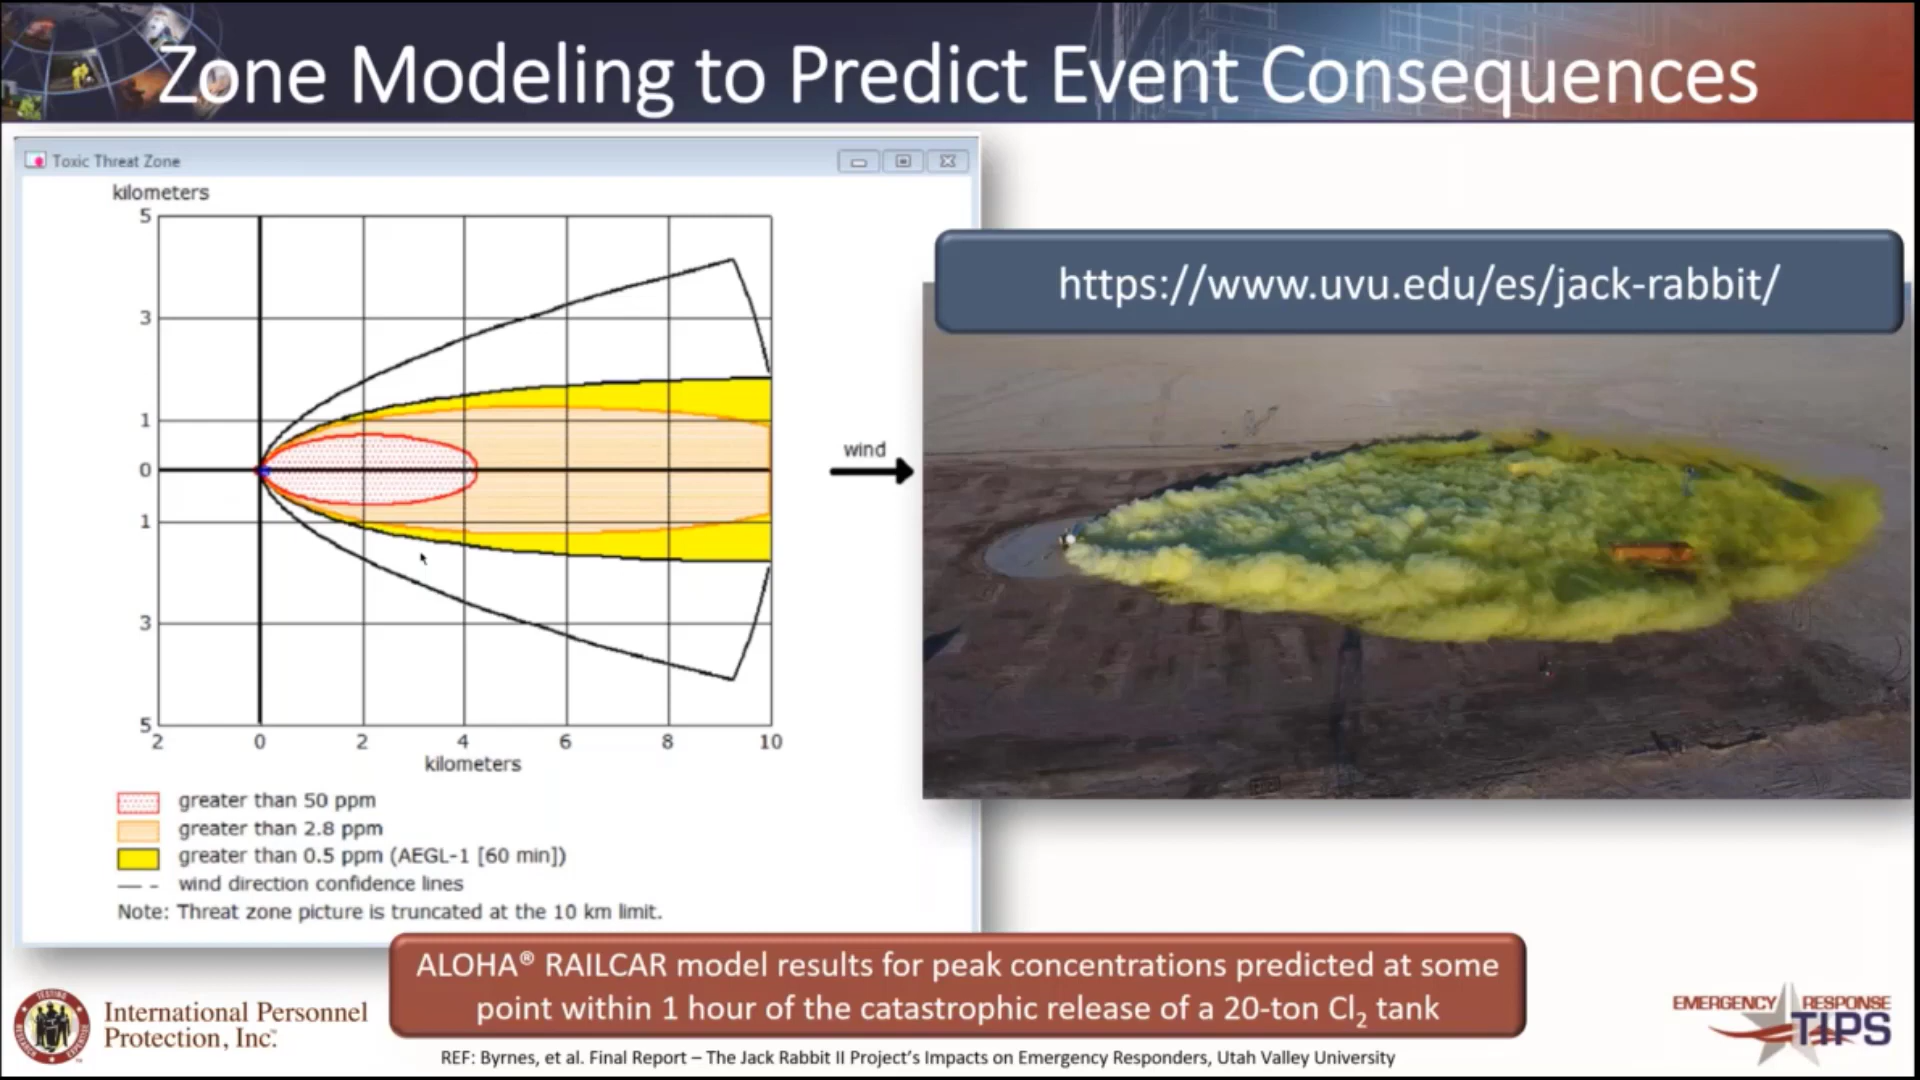 Zone Modeling to Predict Event Consequences
Toxic Threat Zone
kilometers
5
3
1
0
1
3
5
2 0 2 4 6 8 10
kilometers
wind
greater than 50 ppm
greater than 2.8 ppm
greater than 0.5 ppm (AEGL-1 [60 min])
wind direction confidence lines
Note: Threat zone picture is truncated at the 10 km limit.
https://www.uvu.edu/es/jack-rabbit/
ALOHA® RAILCAR model results for peak concentrations predicted at some
point within 1 hour of the catastrophic release of a 20-ton Cl₂ tank
International Personnel
Protection, Inc.
REF: Byrnes, et al. Final Report – The Jack Rabbit II Project's Impacts on Emergency Responders, Utah Valley University
EMERGENCY RESPONSE
TIPS